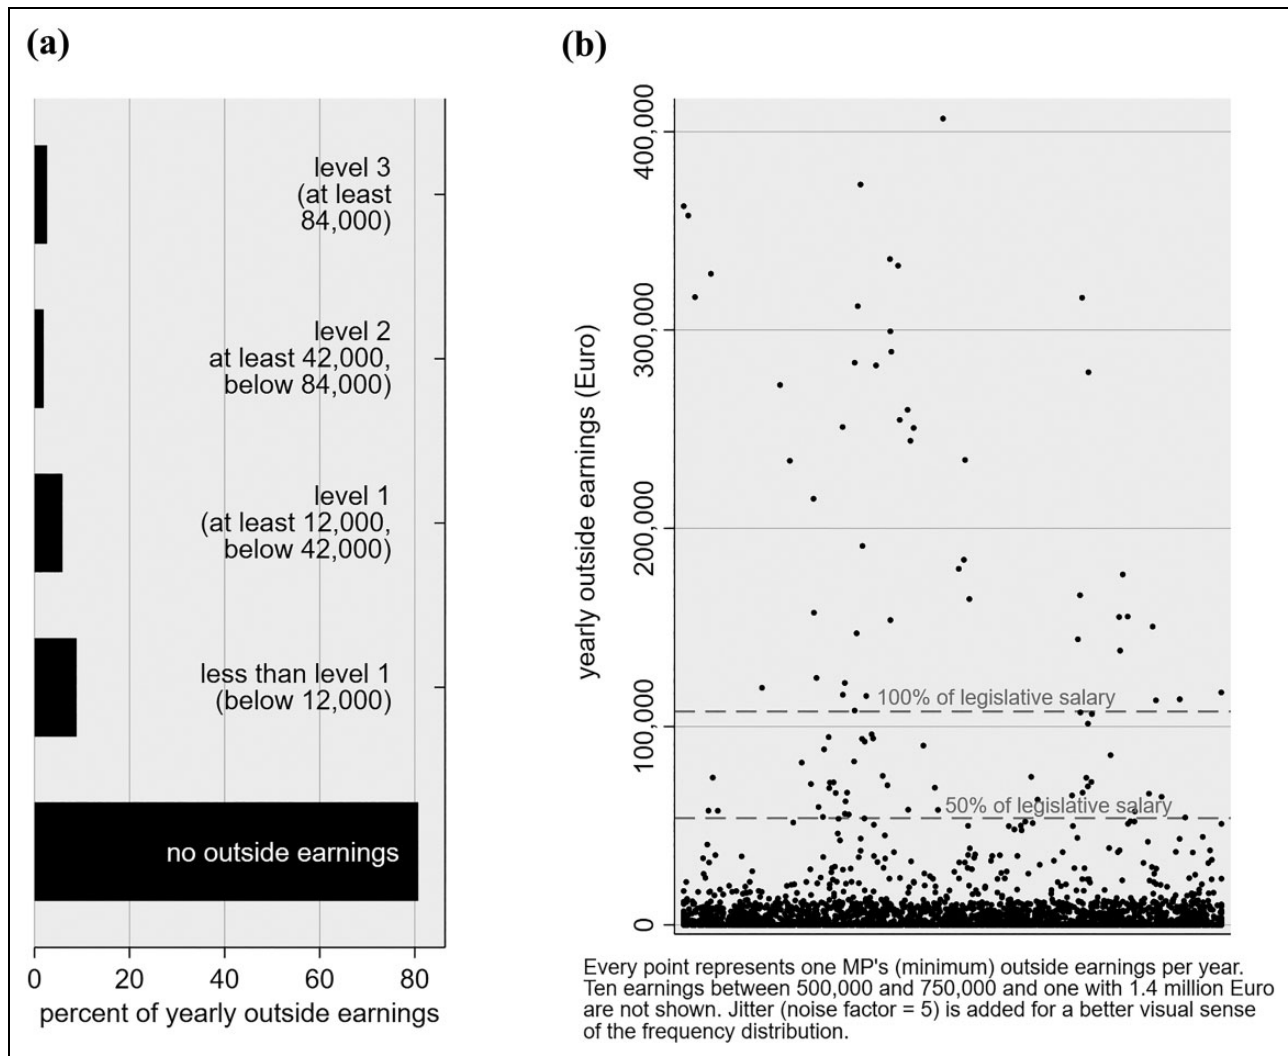 (a)
level 3
(at least
84,000)
level 2
at least 42,000,
below 84,000)
level 1
(at least 12,000,
below 42,000)
less than level 1
(below 12,000)
no outside earnings
0 20 40 60 80
percent of yearly outside earnings
(b)
yearly outside earnings (Euro)
400,000
300,000
200,000
100,000
0
100% of legislative salary
50% of legislative salary
Every point represents one MP's (minimum) outside earnings per year.
Ten earnings between 500,000 and 750,000 and one with 1.4 million Euro
are not shown. Jitter (noise factor = 5) is added for a better visual sense
of the frequency distribution.